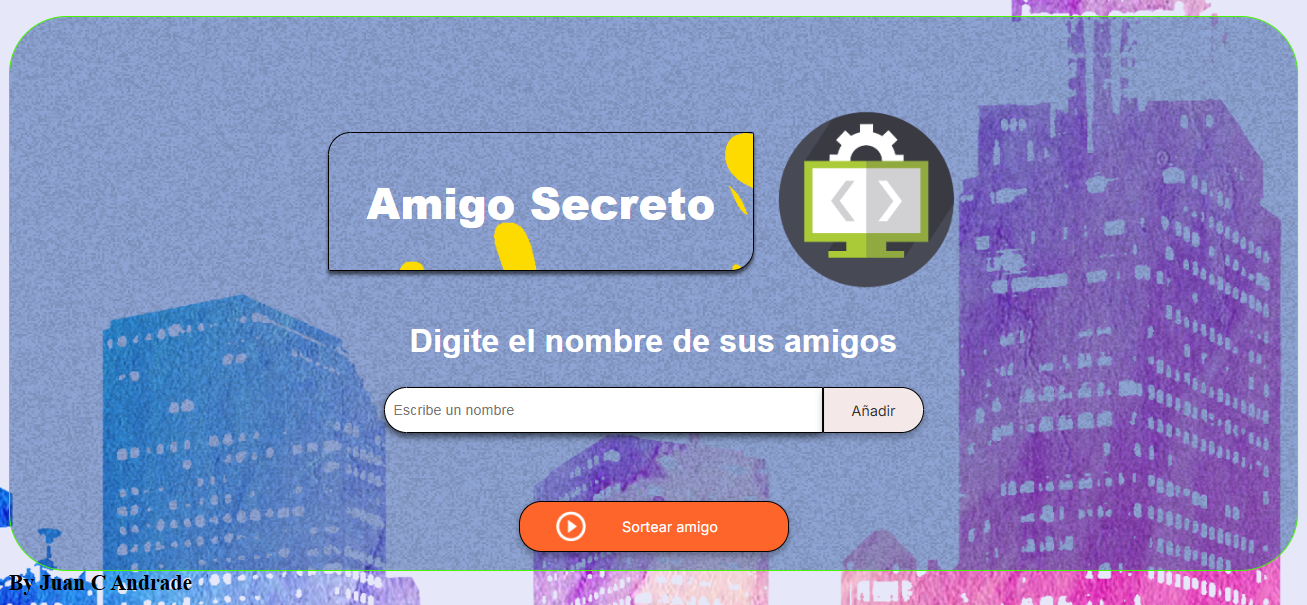 Amigo Secreto
Digite el nombre de sus amigos
Escribe un nombre
Añadir
Sortear amigo
By Juan C Andrade